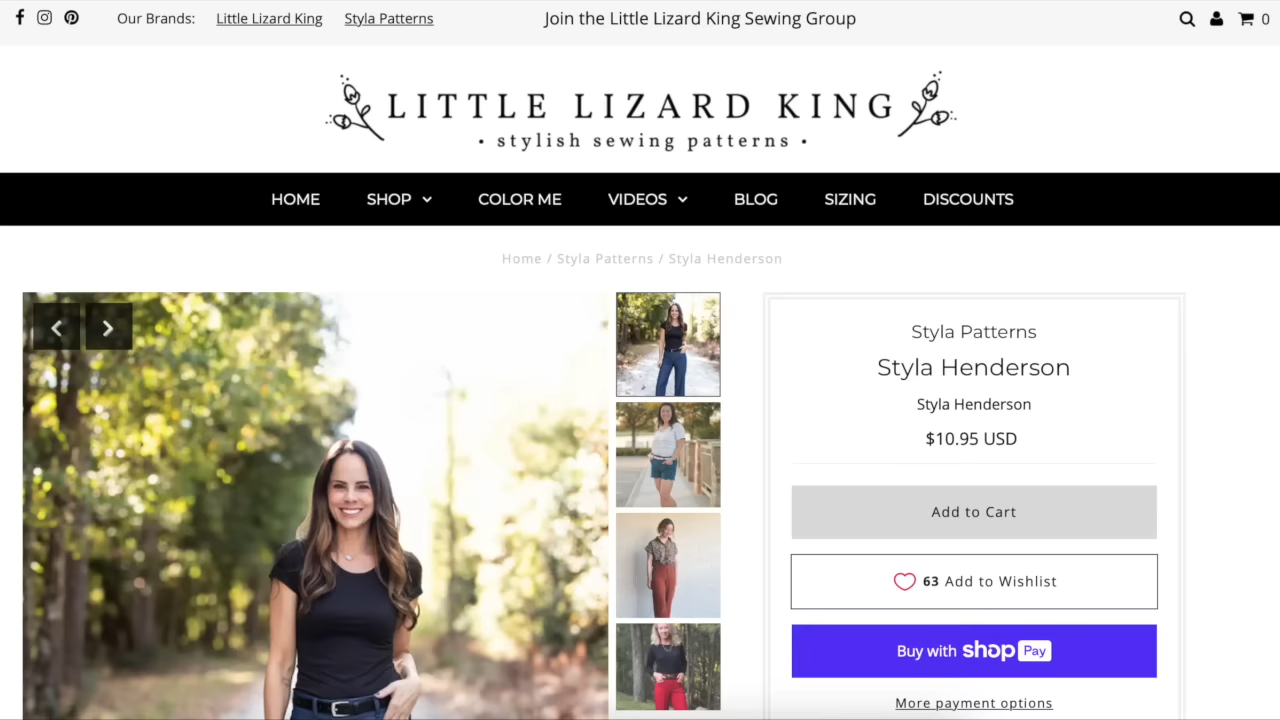 Our Brands: Little Lizard King Styla Patterns Join the Little Lizard King Sewing Group 0
LITTLE LIZARD KING
• stylish sewing patterns •
HOME SHOP COLOR ME VIDEOS BLOG SIZING DISCOUNTS
Home / Styla Patterns / Styla Henderson
Styla Patterns
Styla Henderson
Styla Henderson
$10.95 USD
Add to Cart
63 Add to Wishlist
Buy with shop Pay
More payment options